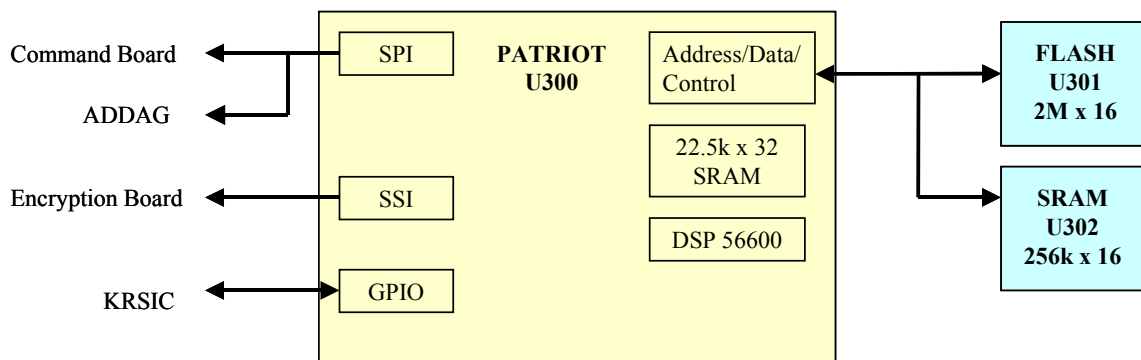 Command Board
ADDAG
Encryption Board
KRSIC
SPI
SSI
GPIO
PATRIOT
U300
Address/Data/
Control
22.5k x 32
SRAM
DSP 56600
FLASH
U301
2M x 16
SRAM
U302
256k x 16